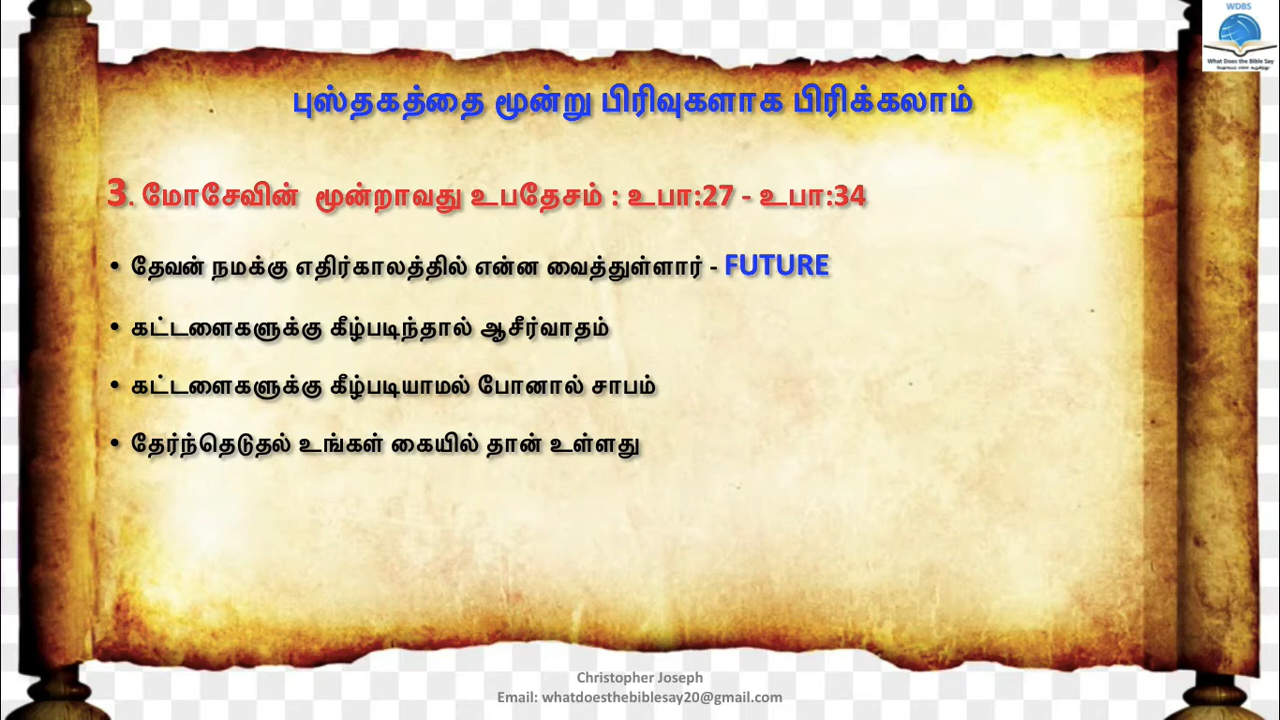 WDBS
What Does the Bible Say
புஸ்தகத்தை மூன்று பிரிவுகளாக பிரிக்கலாம்
3. மோசேவின் மூன்றாவது உபதேசம் : உபா:27 - உபா:34
• தேவன் நமக்கு எதிர்காலத்தில் என்ன வைத்துள்ளார் - FUTURE
• கட்டளைகளுக்கு கீழ்படிந்தால் ஆசீர்வாதம்
• கட்டளைகளுக்கு கீழ்படியாமல் போனால் சாபம்
• தேர்ந்தெடுதல் உங்கள் கையில் தான் உள்ளது
Christopher Joseph
Email: whatdoesthebiblesay20@gmail.com